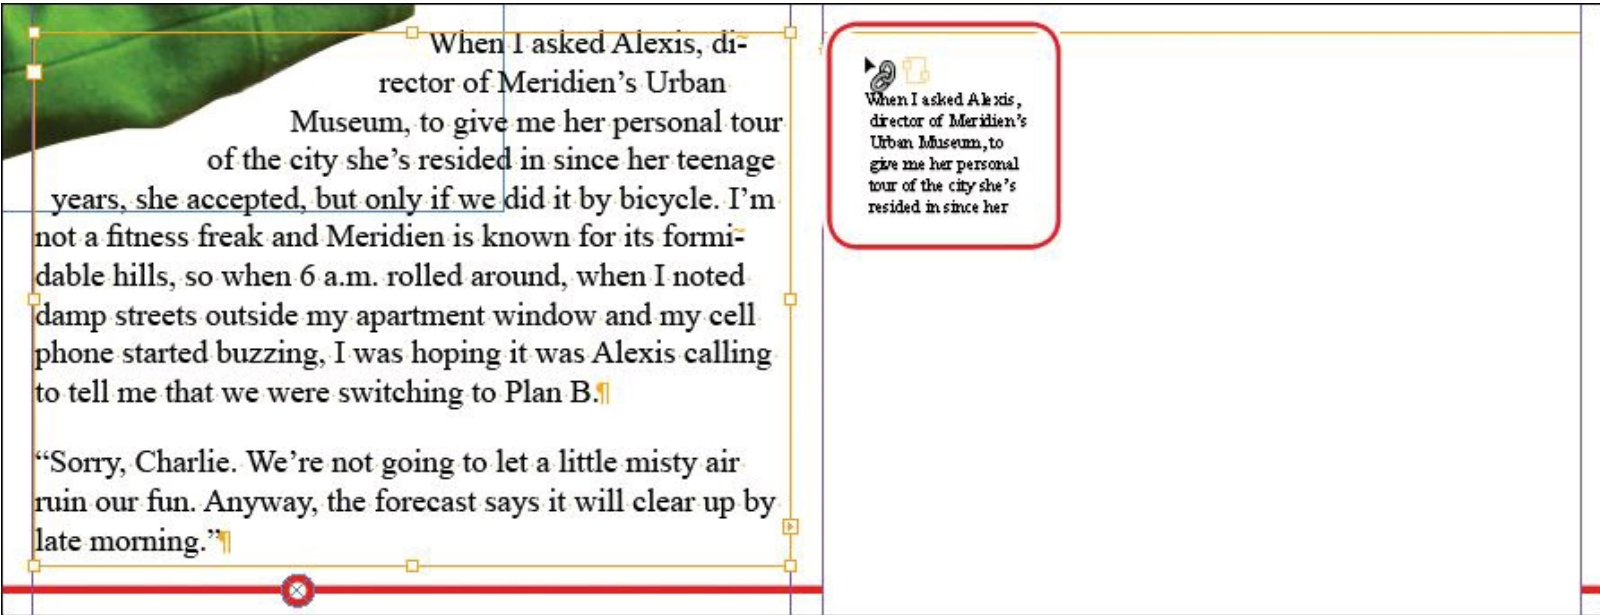 When I asked Alexis, di-
rector of Meridien’s Urban
Museum, to give me her personal tour
of the city she’s resided in since her teenage
years, she accepted, but only if we did it by bicycle. I’m
not a fitness freak and Meridien is known for its formi-
dable hills, so when 6 a.m. rolled around, when I noted
damp streets outside my apartment window and my cell
phone started buzzing, I was hoping it was Alexis calling
to tell me that we were switching to Plan B.¶
“Sorry, Charlie. We’re not going to let a little misty air
ruin our fun. Anyway, the forecast says it will clear up by
late morning.”¶
When I asked Alexis,
director of Meridien’s
Urban Museum, to
give me her personal
tour of the city she’s
resided in since her